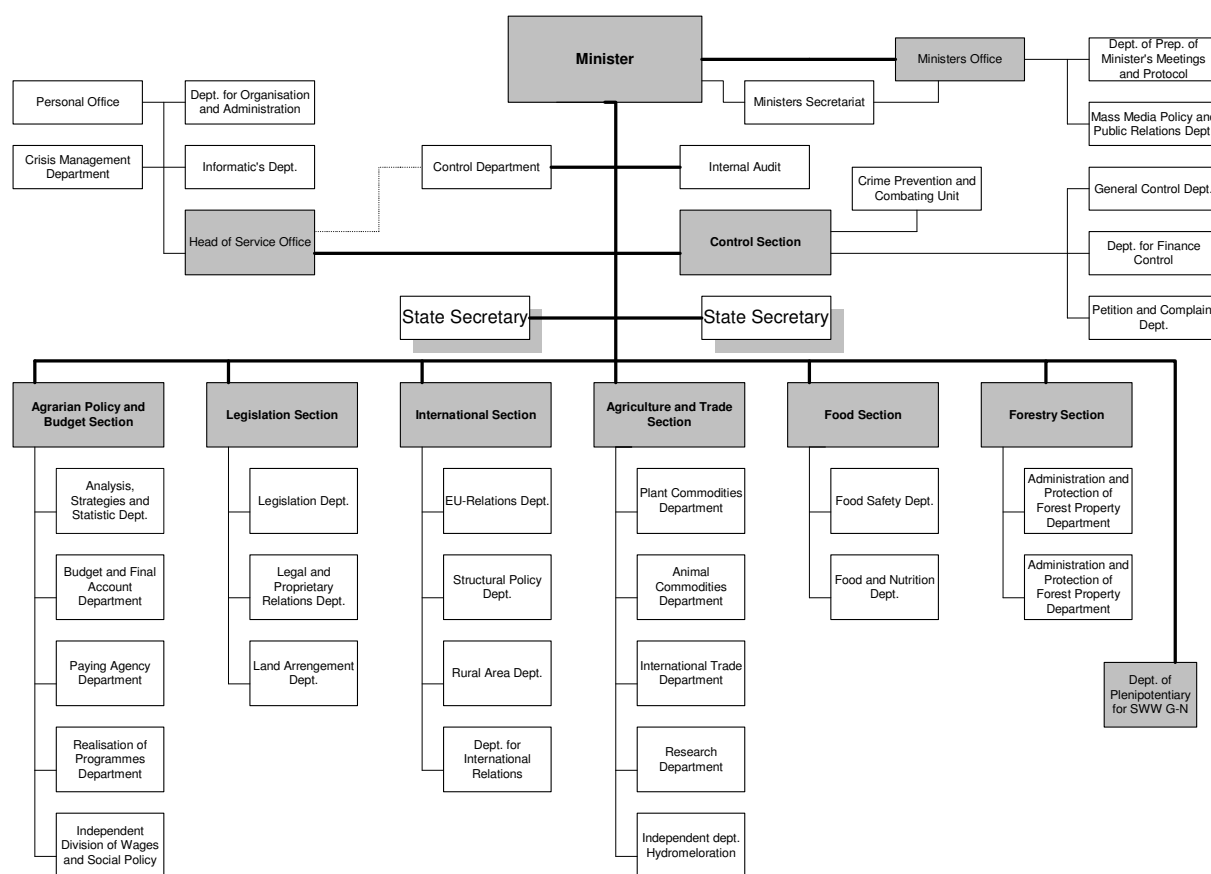 Minister
Ministers Office
Dept. of Prep. of
Minister's Meetings
and Protocol
Personal Office
Dept. for Organisation
and Administration
Ministers Secretariat
Mass Media Policy and
Public Relations Dept
Crisis Management
Department
Informatic's Dept.
Control Department
Internal Audit
Crime Prevention and
Combating Unit
General Control Dept.
Head of Service Office
Control Section
Dept. for Finance
Control
State Secretary
State Secretary
Petition and Complain
Dept.
Agrarian Policy and
Budget Section
Legislation Section
International Section
Agriculture and Trade
Section
Food Section
Forestry Section
Analysis,
Strategies and
Statistic Dept.
Legislation Dept.
EU-Relations Dept.
Plant Commodities
Department
Food Safety Dept.
Administration and
Protection of
Forest Property
Department
Budget and Final
Account
Department
Legal and
Proprietary
Relations Dept.
Structural Policy
Dept.
Animal
Commodities
Department
Food and Nutrition
Dept.
Administration and
Protection of
Forest Property
Department
Paying Agency
Department
Land Arrengement
Dept.
Rural Area Dept.
International Trade
Department
Dept. of
Plenipotentiary
for SWW G-N
Realisation of
Programmes
Department
Dept. for
International
Relations
Research
Department
Independent
Division of Wages
and Social Policy
Independent dept.
Hydromeloration